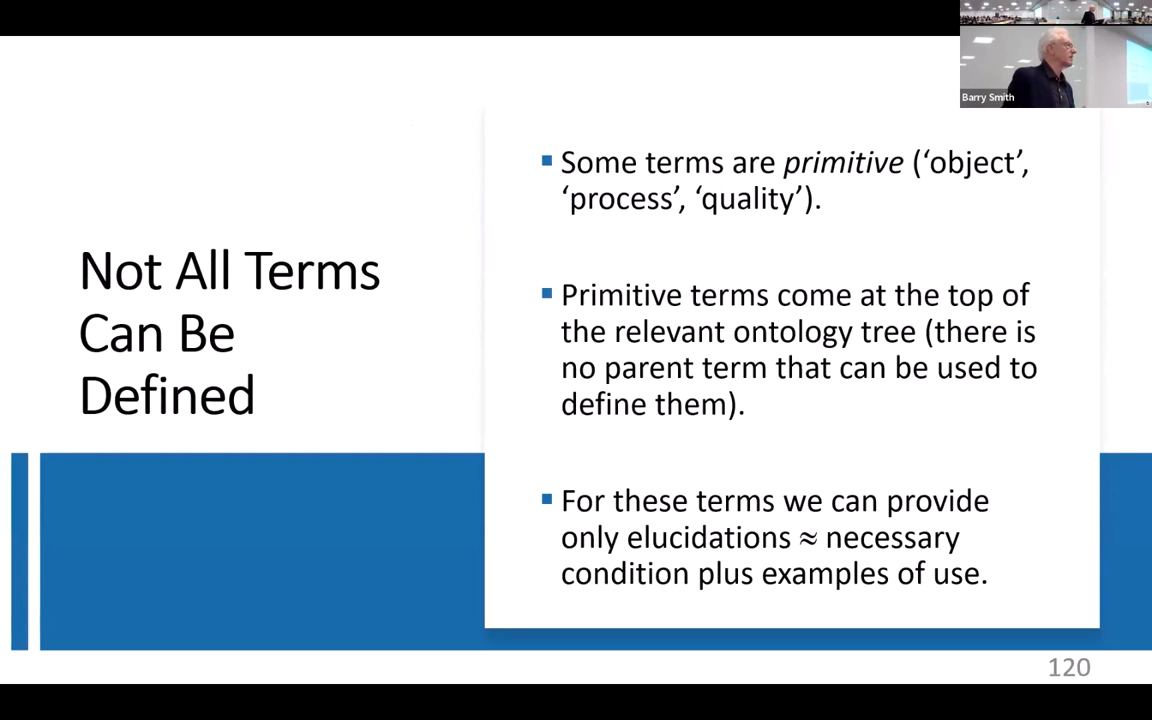 Barry Smith
Not All Terms
Can Be
Defined
▪ Some terms are primitive (‘object’,
‘process’, ‘quality’).
▪ Primitive terms come at the top of
the relevant ontology tree (there is
no parent term that can be used to
define them).
▪ For these terms we can provide
only elucidations ≈ necessary
condition plus examples of use.
120